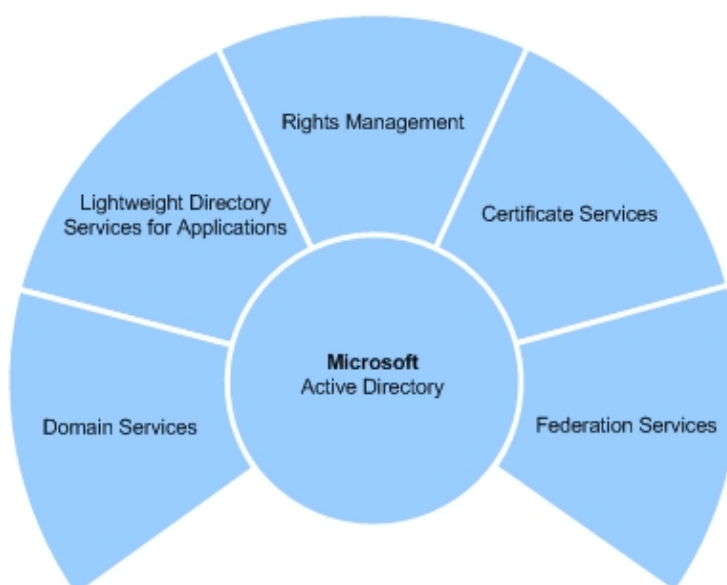 Rights Management
Lightweight Directory
Services for Applications
Certificate Services
Microsoft
Active Directory
Domain Services
Federation Services